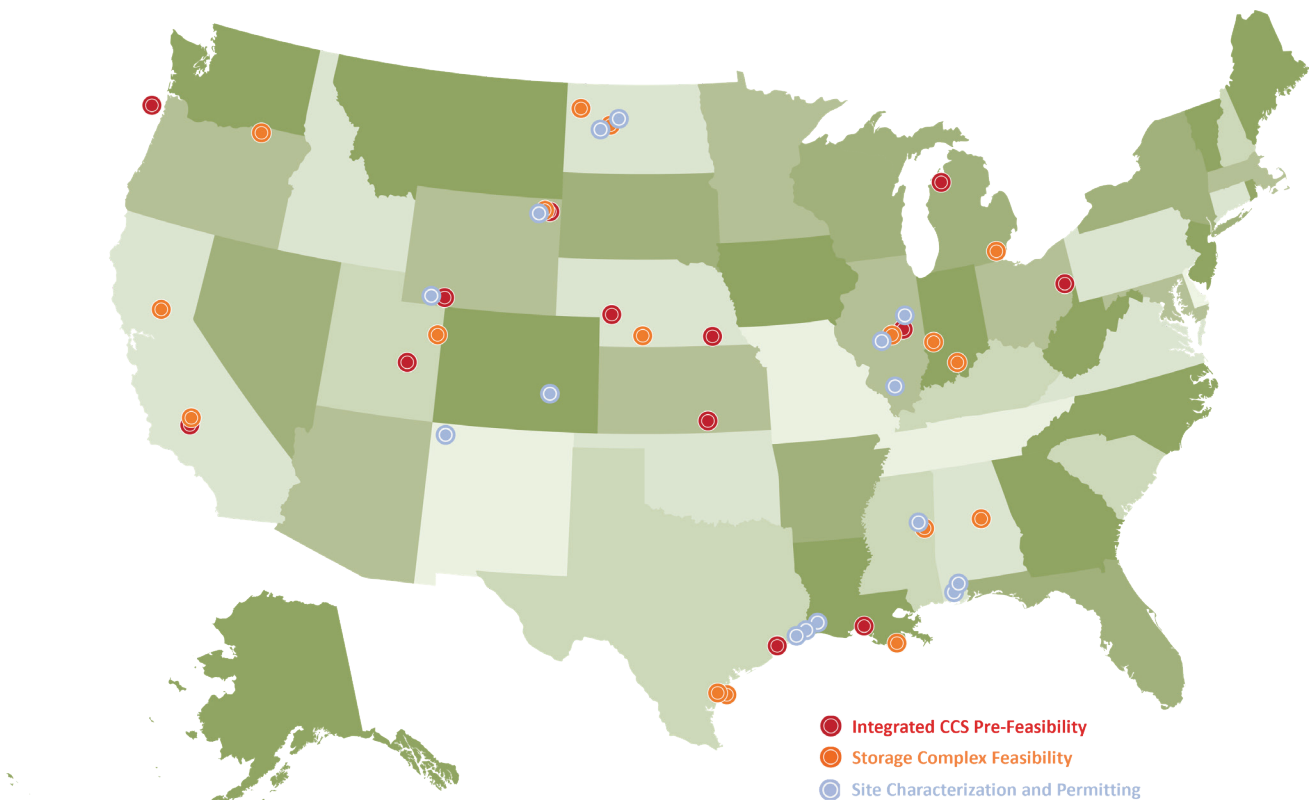 Integrated CCS Pre-Feasibility
Storage Complex Feasibility
Site Characterization and Permitting